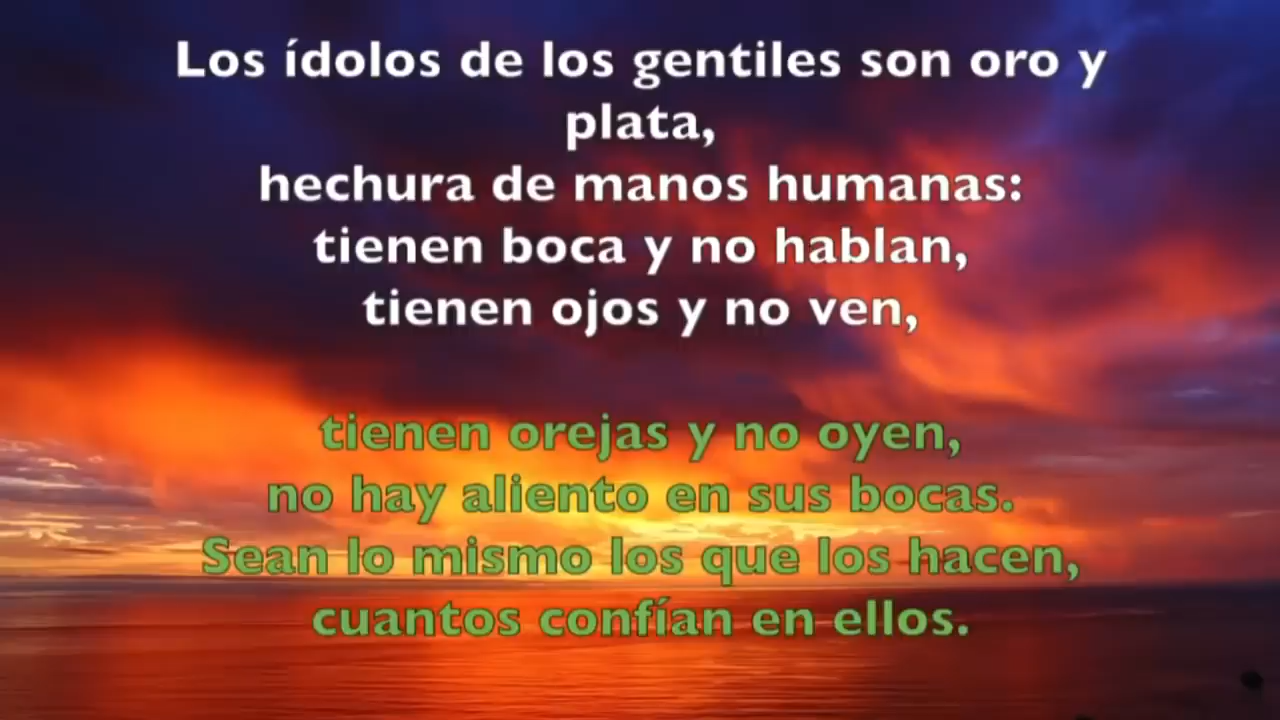 Los ídolos de los gentiles son oro y
plata,
hechura de manos humanas:
tienen boca y no hablan,
tienen ojos y no ven,
tienen orejas y no oyen,
no hay aliento en sus bocas.
Sean lo mismo los que los hacen,
cuantos confían en ellos.